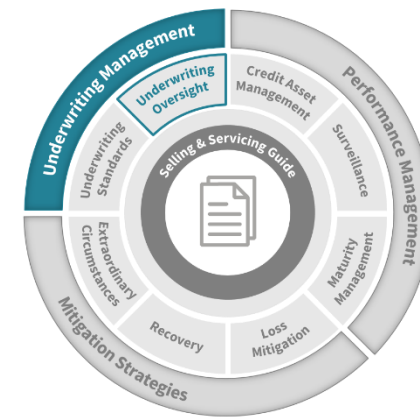 Underwriting Management
Performance Management
Mitigation Strategies
Underwriting
Oversight
Credit Asset
Management
Surveillance
Maturity
Management
Loss
Mitigation
Recovery
Extraordinary
Circumstances
Underwriting
Standards
Selling & Servicing Guide